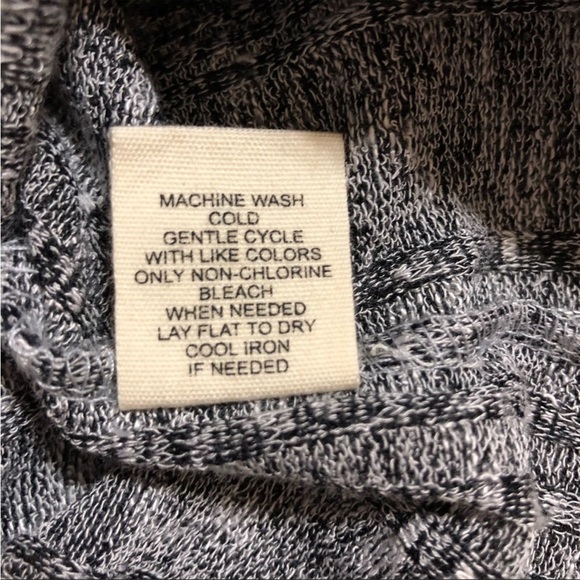 MACHINE WASH
COLD
GENTLE CYCLE
WITH LIKE COLORS
ONLY NON-CHLORINE
BLEACH
WHEN NEEDED
LAY FLAT TO DRY
COOL IRON
IF NEEDED